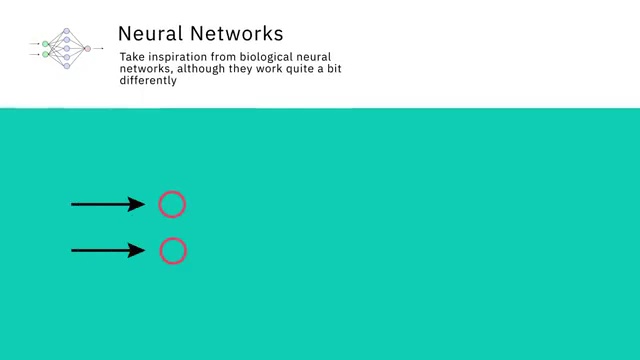 Neural Networks
Take inspiration from biological neural
networks, although they work quite a bit
differently